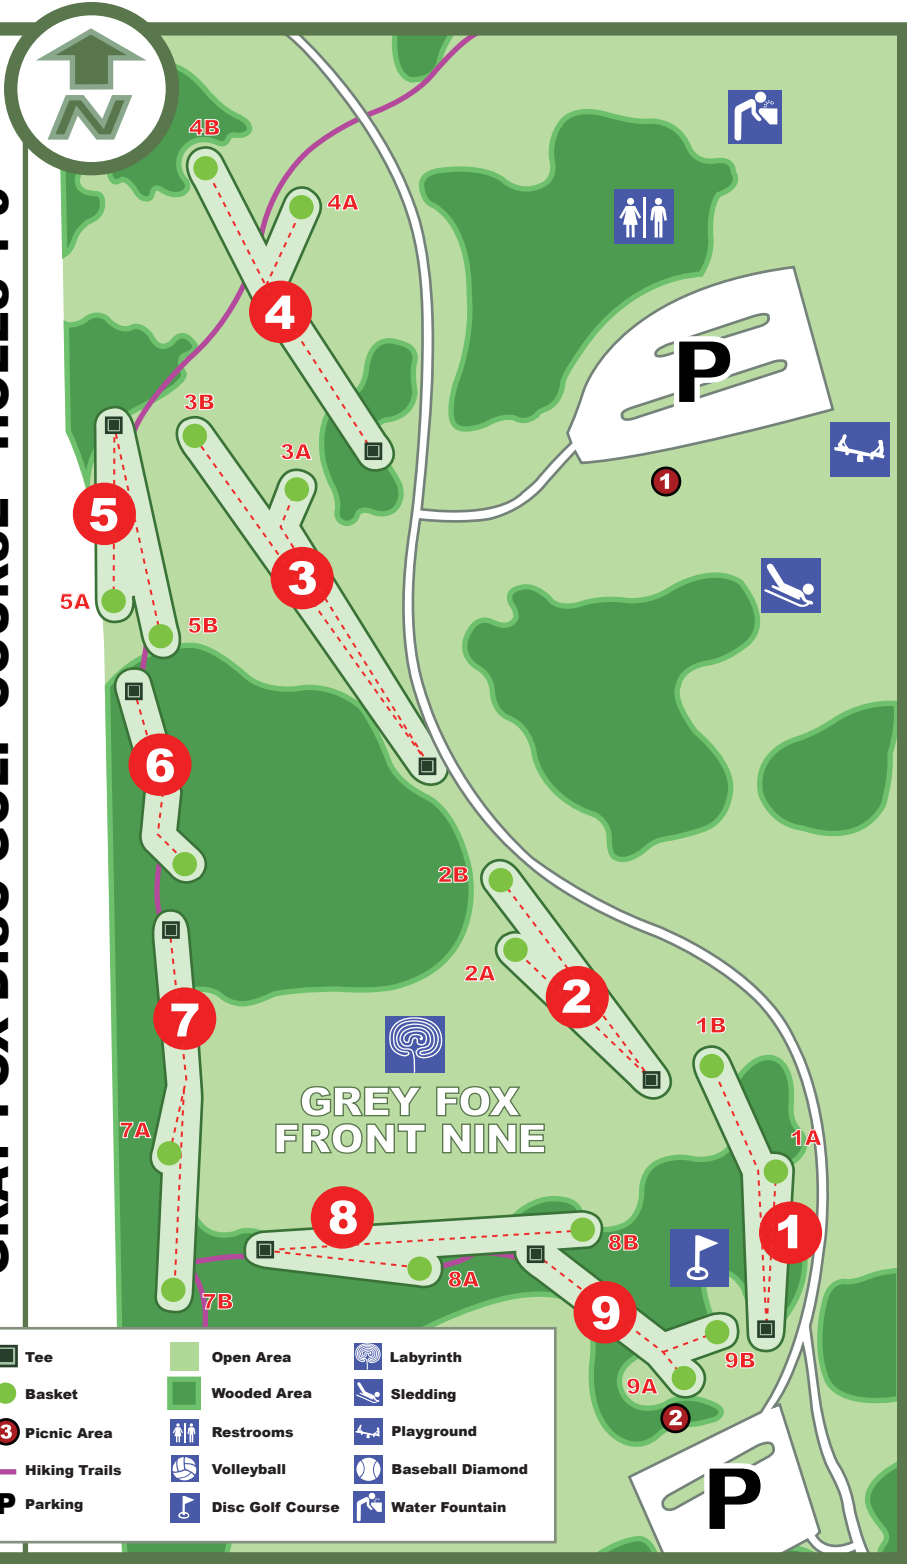 N
4B
4A
4
P
3B
3A
1
5
3
5A
5B
6
2B
2A
2
7
1B
GREY FOX
FRONT NINE
7A
1A
8
1
8B
8A
7B
9
9B
9A
2
P
Tee
Basket
3 Picnic Area
Hiking Trails
P Parking
Open Area
Wooded Area
Restrooms
Volleyball
Disc Golf Course
Labyrinth
Sledding
Playground
Baseball Diamond
Water Fountain